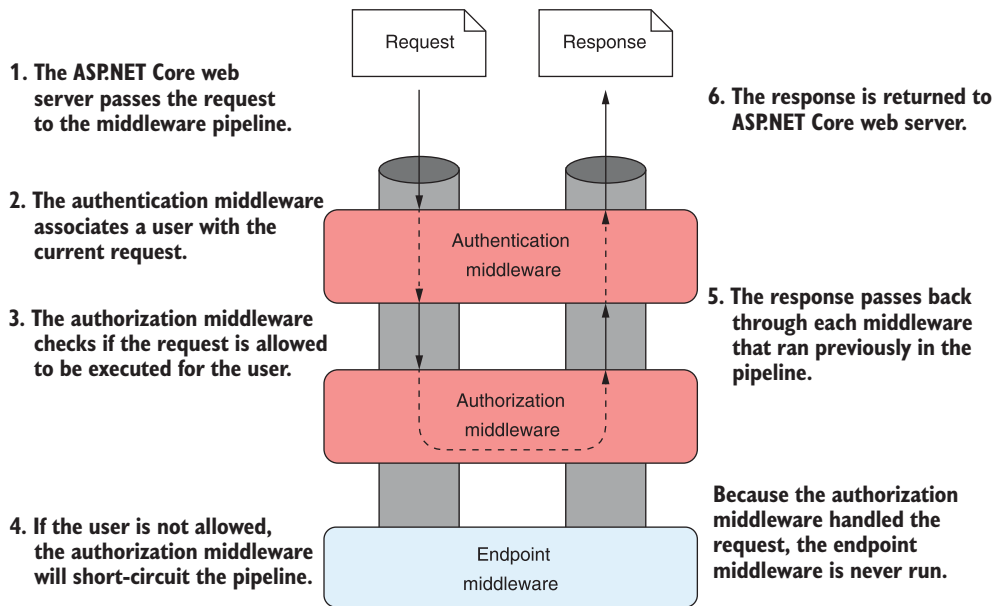 Request
Response
1. The ASP.NET Core web
server passes the request
to the middleware pipeline.
6. The response is returned to
ASP.NET Core web server.
2. The authentication middleware
associates a user with the
current request.
Authentication
middleware
3. The authorization middleware
checks if the request is allowed
to be executed for the user.
5. The response passes back
through each middleware
that ran previously in the
pipeline.
Authorization
middleware
4. If the user is not allowed,
the authorization middleware
will short-circuit the pipeline.
Endpoint
middleware
Because the authorization
middleware handled the
request, the endpoint
middleware is never run.